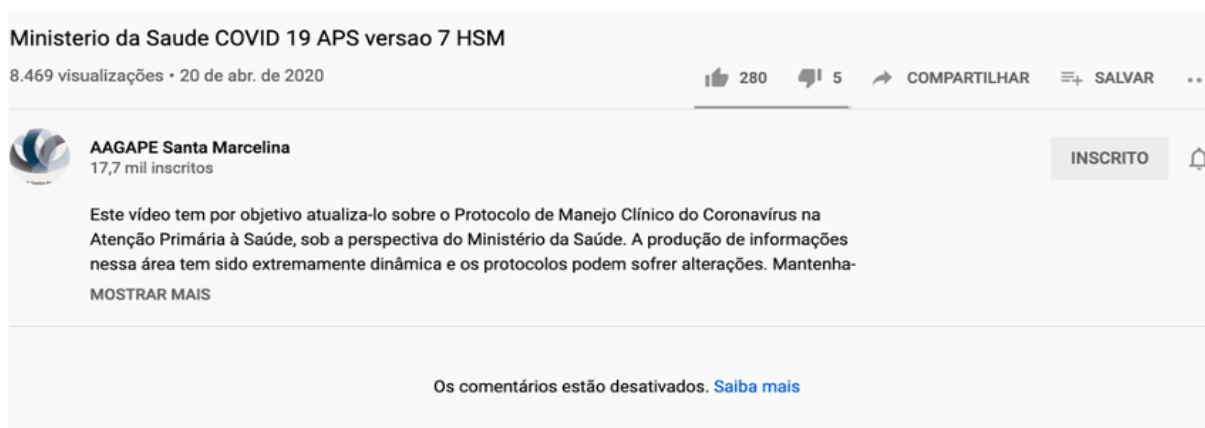 Ministerio da Saude COVID 19 APS versao 7 HSM
8.469 visualizações • 20 de abr. de 2020
280 5 COMPARTILHAR SALVAR
AAGAPE Santa Marcelina
17,7 mil inscritos
INSCRITO
Este vídeo tem por objetivo atualiza-lo sobre o Protocolo de Manejo Clínico do Coronavírus na
Atenção Primária à Saúde, sob a perspectiva do Ministério da Saúde. A produção de informações
nessa área tem sido extremamente dinâmica e os protocolos podem sofrer alterações. Mantenha-
MOSTRAR MAIS
Os comentários estão desativados. Saiba mais